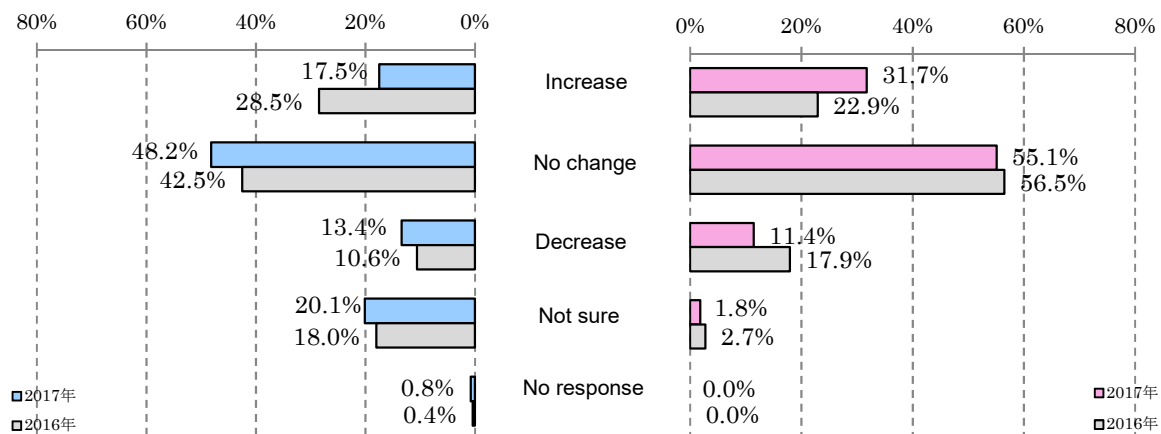 80% 60% 40% 20% 0% 0% 20% 40% 60% 80%
17.5% Increase 31.7%
28.5% 22.9%
48.2% No change 55.1%
42.5% 56.5%
13.4% Decrease 11.4%
10.6% 17.9%
20.1% Not sure 1.8%
18.0% 2.7%
2017年 0.8% No response 0.0% 2017年
2016年 0.4% 0.0% 2016年